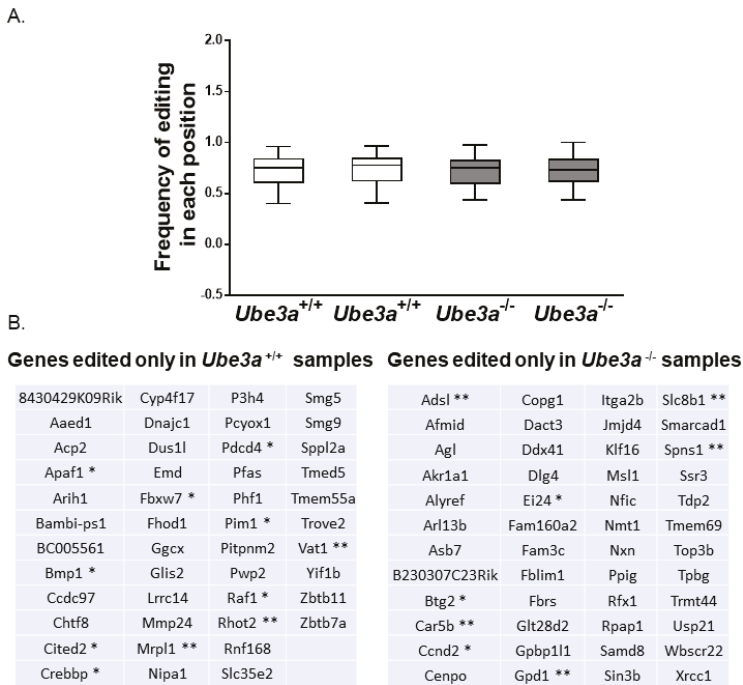 A.
Frequency of editing
in each position
2.0
1.5
1.0
0.5
0.0
-0.5
Ube3a+/+ Ube3a+/+ Ube3a-/- Ube3a-/-
B.
Genes edited only in Ube3a +/+ samples
8430429K09Rik Cyp4f17 P3h4 Smg5
Aaed1 Dnajc1 Pcyox1 Smg9
Acp2 Dus1l Pdcd4 * Sppl2a
Apaf1 * Emd Pfas Tmed5
Arih1 Fbxw7 * Phf1 Tmem55a
Bambi-ps1 Fhod1 Pim1 * Trove2
BC005561 Ggcx Pitpnm2 Vat1 **
Bmp1 * Glis2 Pwp2 Yif1b
Ccdc97 Lrrc14 Raf1 * Zbtb11
Chtf8 Mmp24 Rhot2 ** Zbtb7a
Cited2 * Mrpl1 ** Rnf168
Crebbp * Nipa1 Slc35e2
Genes edited only in Ube3a -/- samples
Adsl ** Copg1 Itga2b Slc8b1 **
Afmid Dact3 Jmjd4 Smarcad1
Agl Ddx41 Klf16 Spns1 **
Akr1a1 Dlg4 Msl1 Ssr3
Alyref Ei24 * Nfic Tdp2
Arl13b Fam160a2 Nmt1 Tmem69
Asb7 Fam3c Nxn Top3b
B230307C23Rik Fblim1 Ppig Tpbg
Btg2 * Fbrs Rfx1 Trmt44
Car5b ** Glt28d2 Rpap1 Usp21
Ccnd2 * Gpbp1l1 Samd8 Wbscr22
Cenpo Gpd1 ** Sin3b Xrcc1